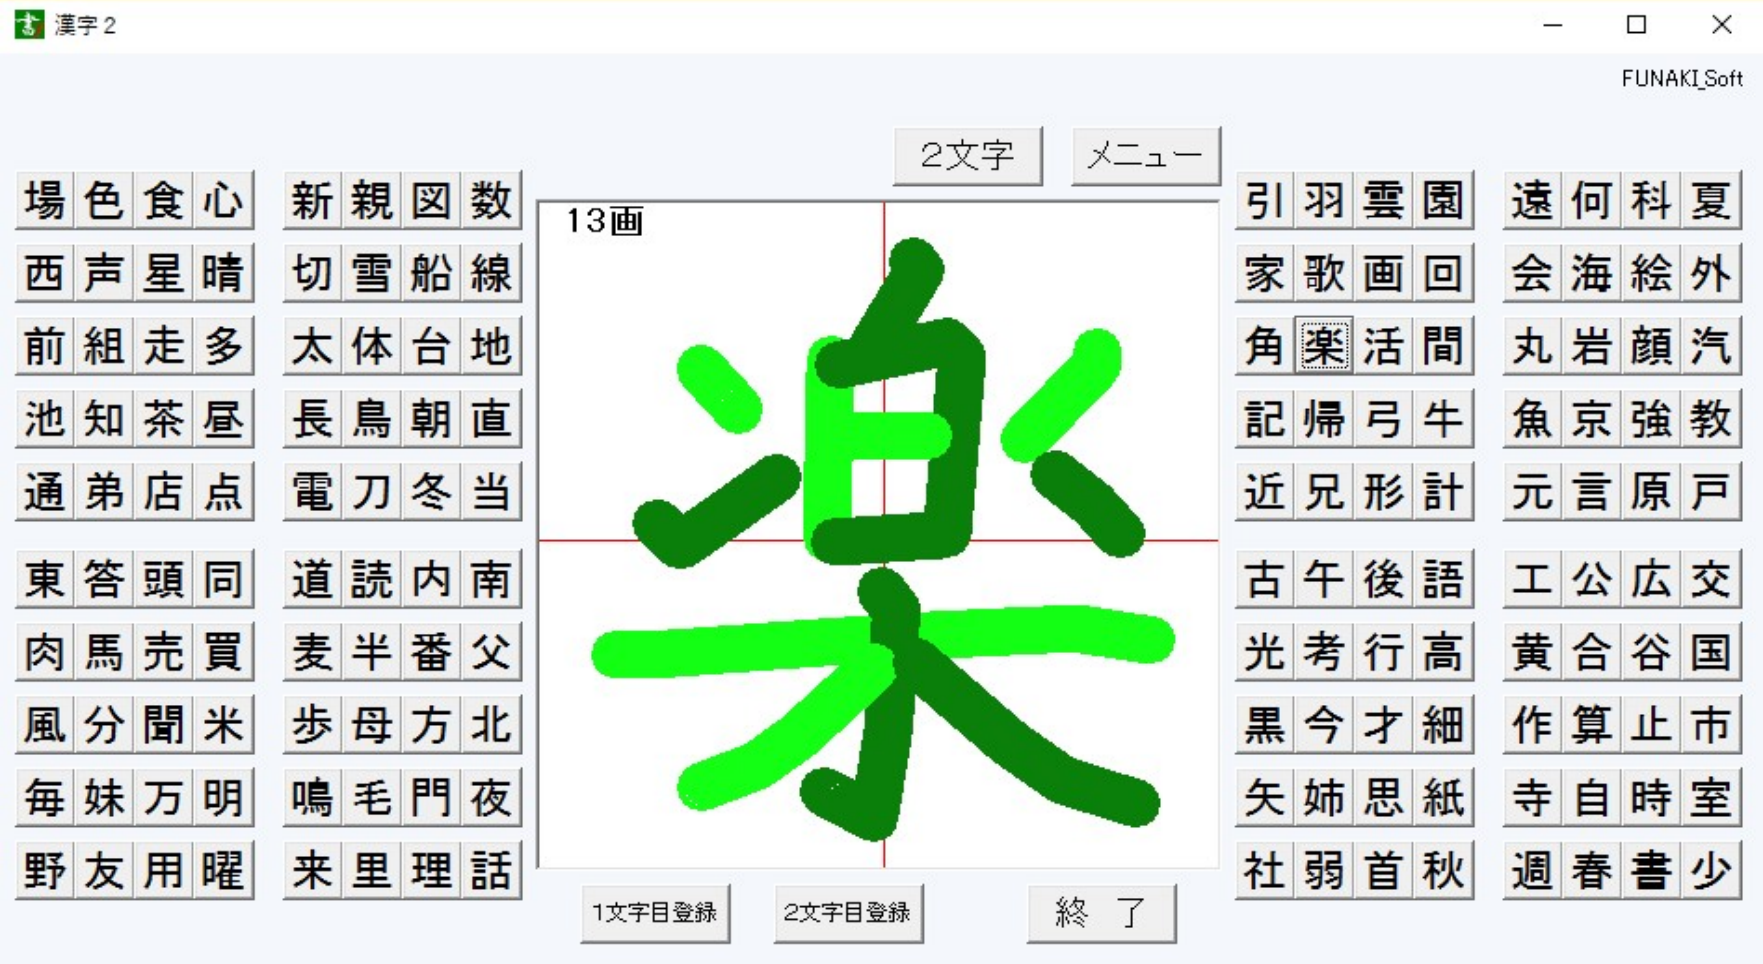 漢字2
FUNAKI_Soft
2文字 メニュー
場色食心 新親図数 引羽雲園 遠何科夏
13画
西声星晴 切雪船線 家歌画回 会海絵外
前組走多 太体台地 角楽活間 丸岩顔汽
池知茶昼 長鳥朝直 記帰弓牛 魚京強教
通弟店点 電刀冬当 近兄形計 元言原戸
楽
東答頭同 道読内南 古午後語 工公広交
肉馬売買 麦半番父 光考行高 黄合谷国
風分聞米 歩母方北 黒今才細 作算止市
毎妹万明 鳴毛門夜 矢姉思紙 寺自時室
野友用曜 来里理話 社弱首秋 週春書少
1文字目登録 2文字目登録 終 了